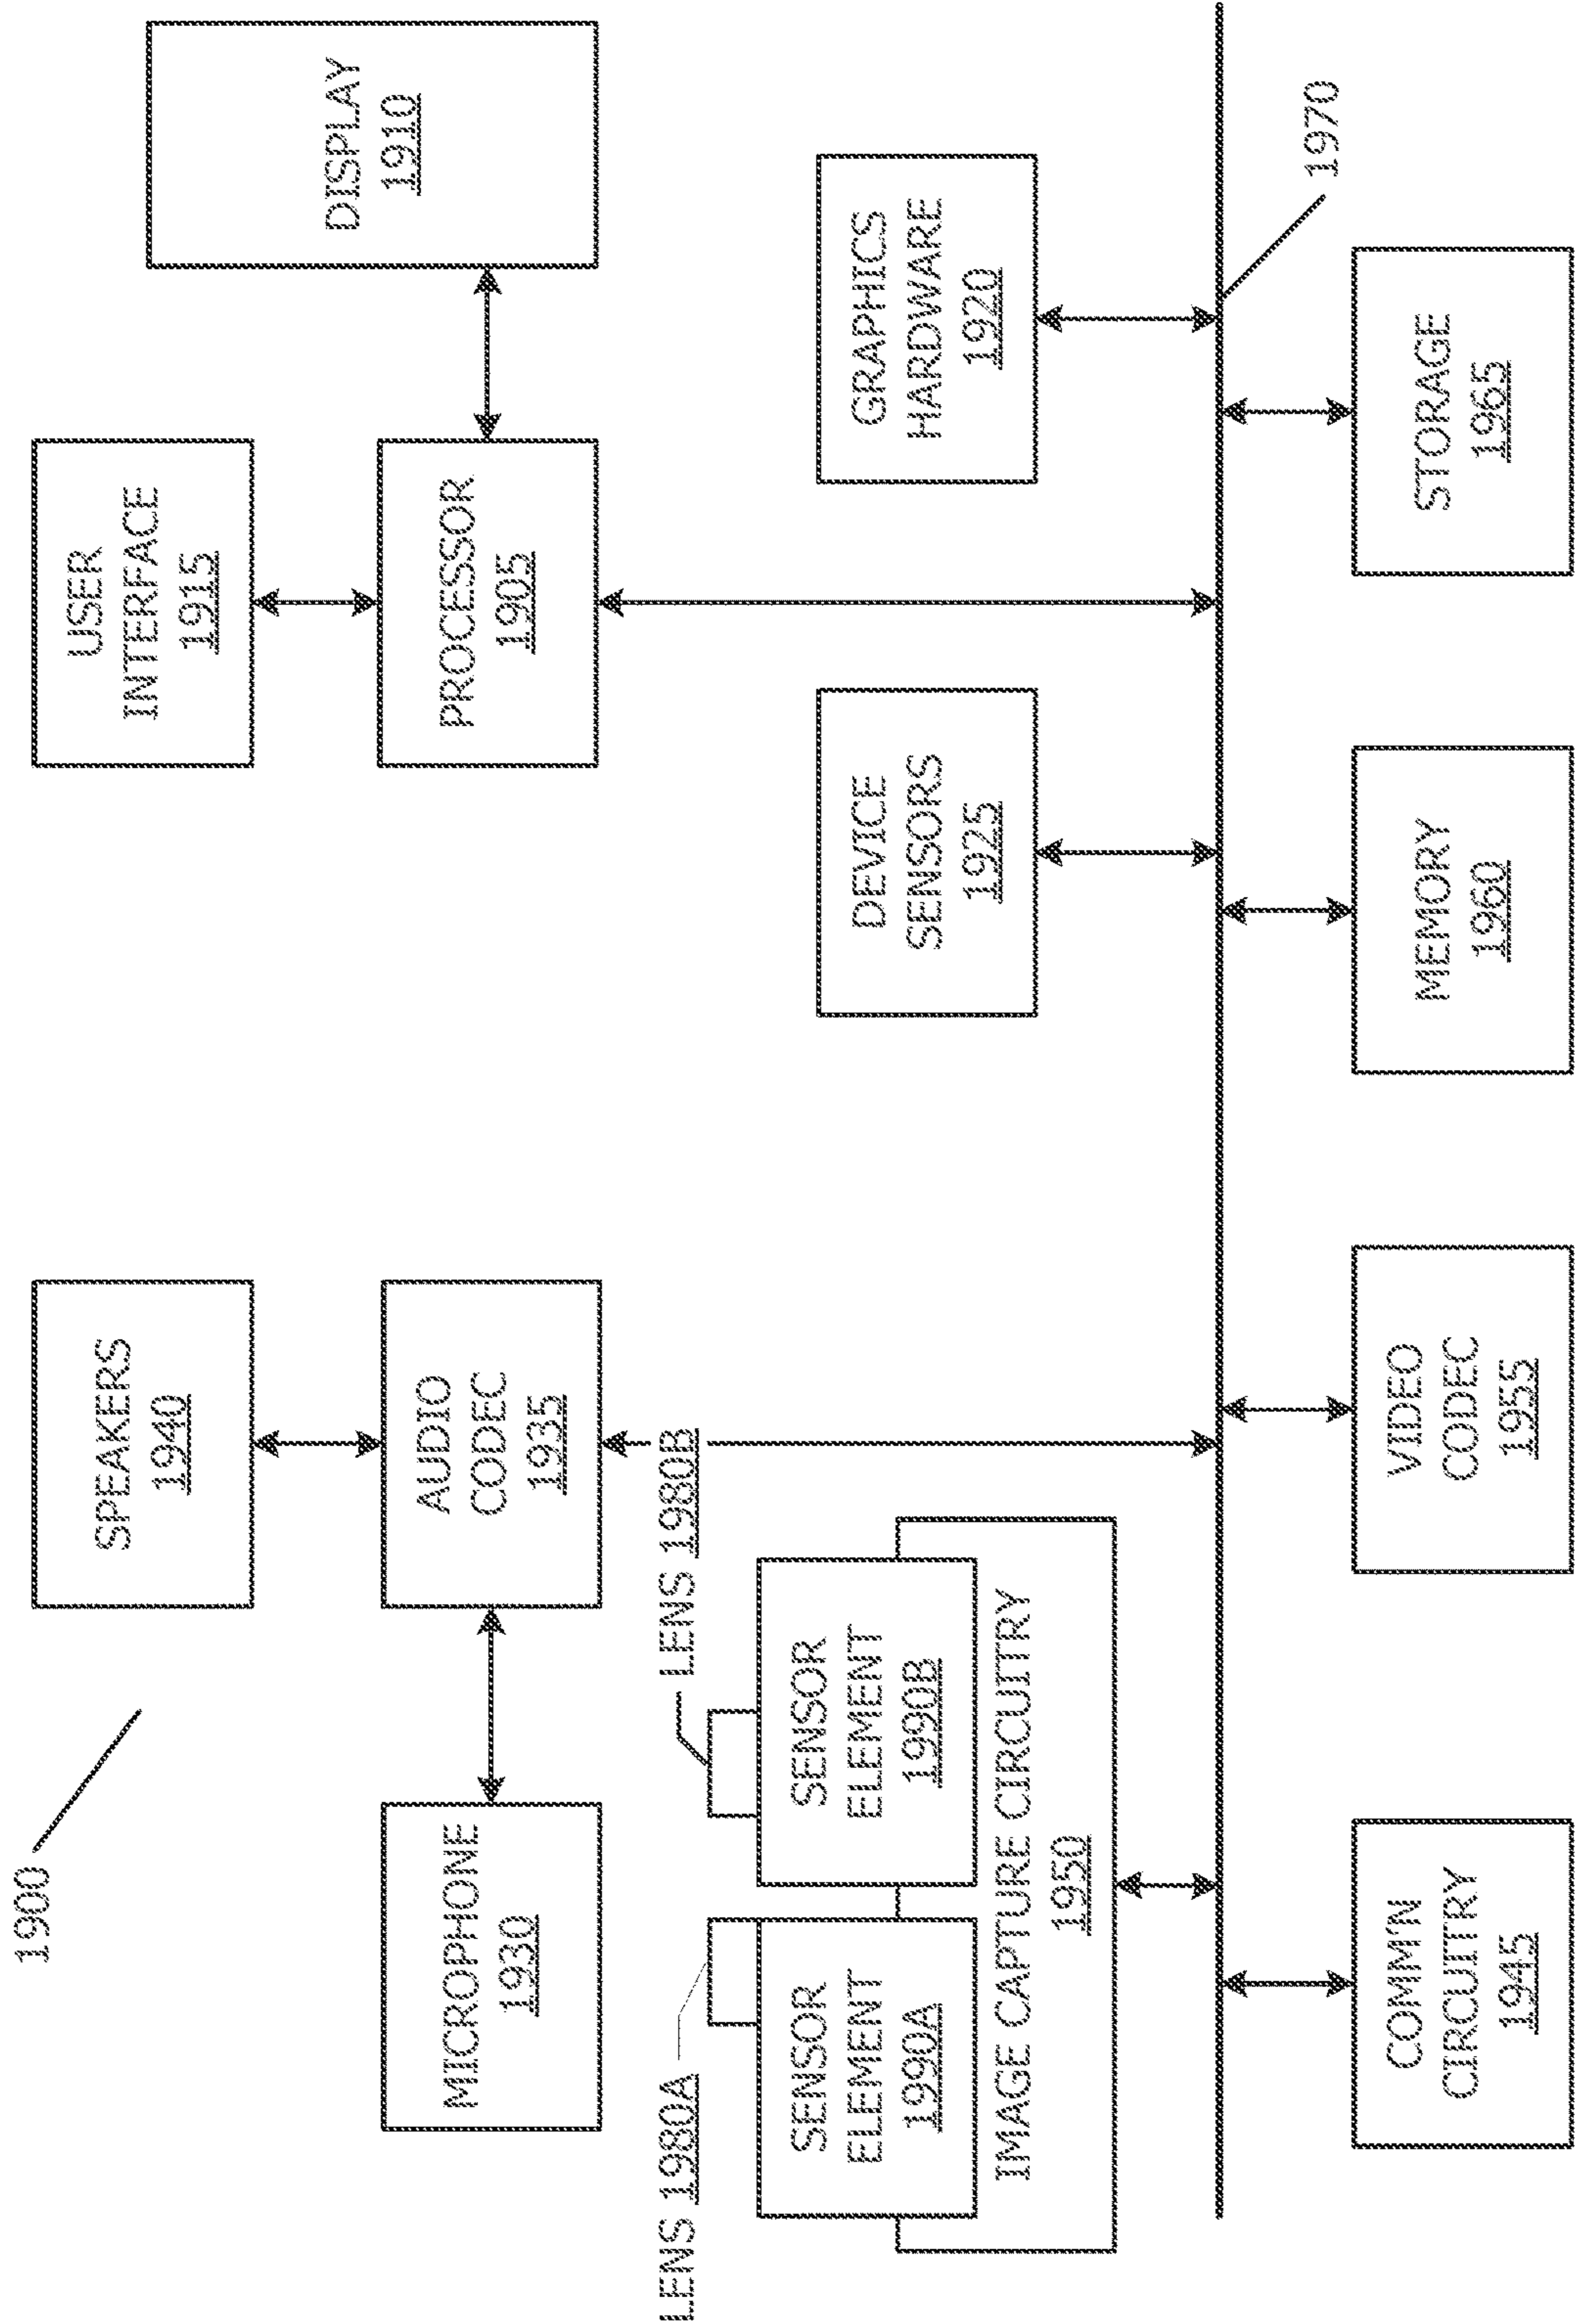 1900
SPEAKERS
1940
USER
INTERFACE
1915
DISPLAY
1910
MICROPHONE
1930
AUDIO
CODEC
1935
PROCESSOR
1905
LENS 1980A
LENS 1980B
SENSOR
ELEMENT
1990A
SENSOR
ELEMENT
1990B
IMAGE CAPTURE CIRCUITRY
1950
DEVICE
SENSORS
1925
GRAPHICS
HARDWARE
1920
1970
COMM'N
CIRCUITRY
1945
VIDEO
CODEC
1955
MEMORY
1960
STORAGE
1965